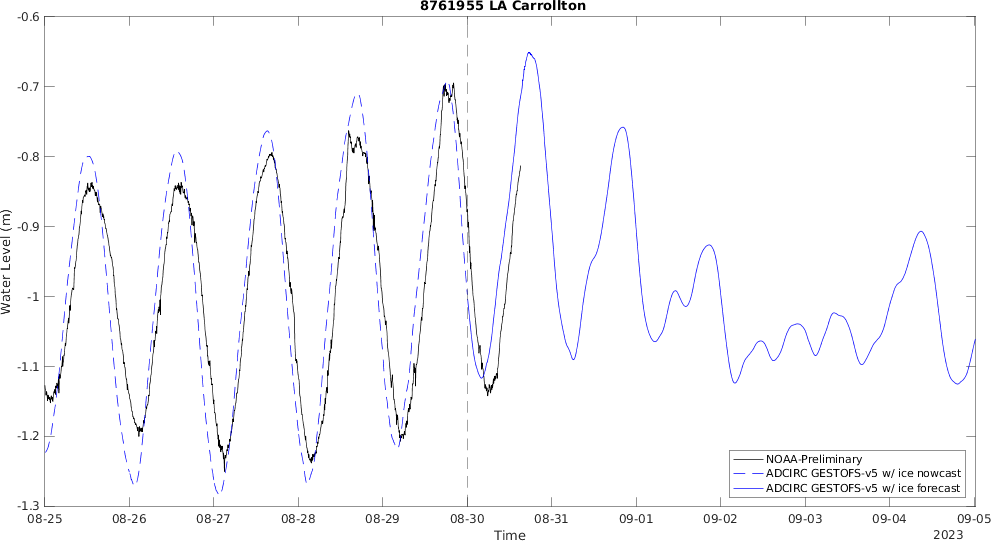 8761955 LA Carrollton
-0.6
-0.7
-0.8
-0.9
-1
-1.1
-1.2
-1.3
Water Level (m)
08-25 08-26 08-27 08-28 08-29 08-30 08-31 09-01 09-02 09-03 09-04 09-05
Time
2023
NOAA-Preliminary
ADCIRC GESTOFS-v5 w/ ice nowcast
ADCIRC GESTOFS-v5 w/ ice forecast